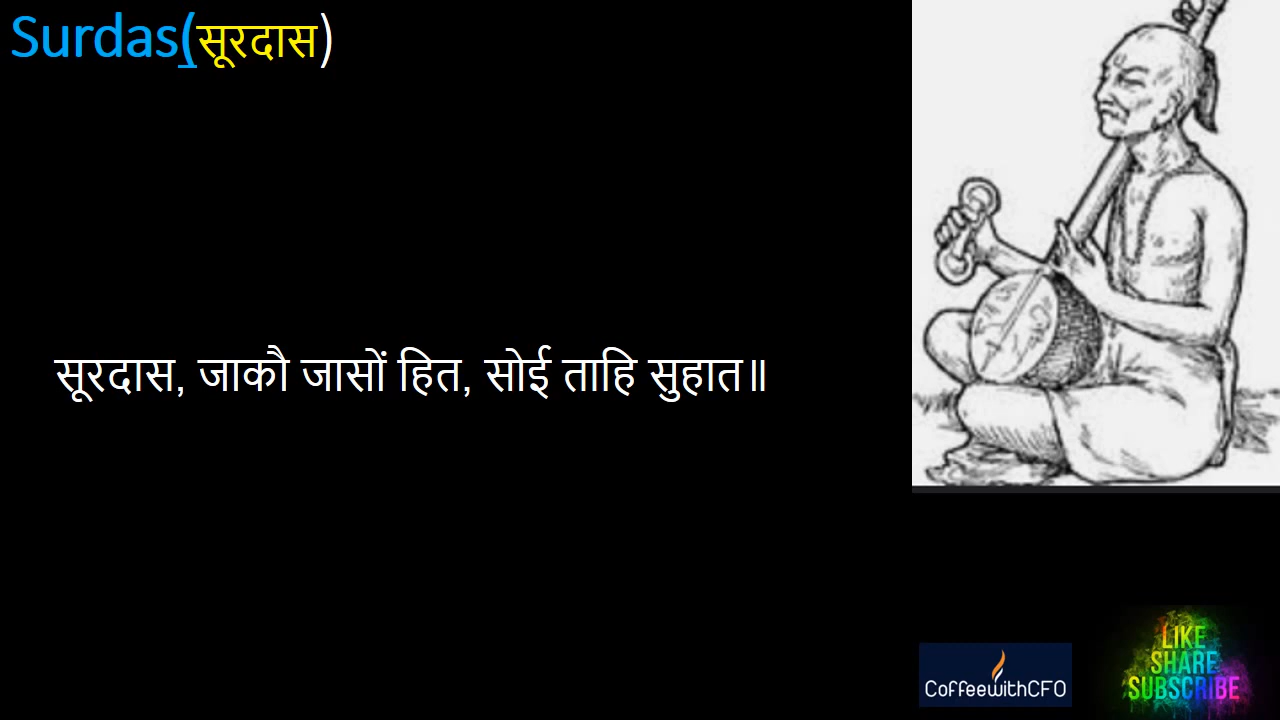 Surdas(सूरदास)
सूरदास, जाकौ जासों हित, सोई ताहि सुहात॥
CoffeewithCFO
LIKE
SHARE
SUBSCRIBE